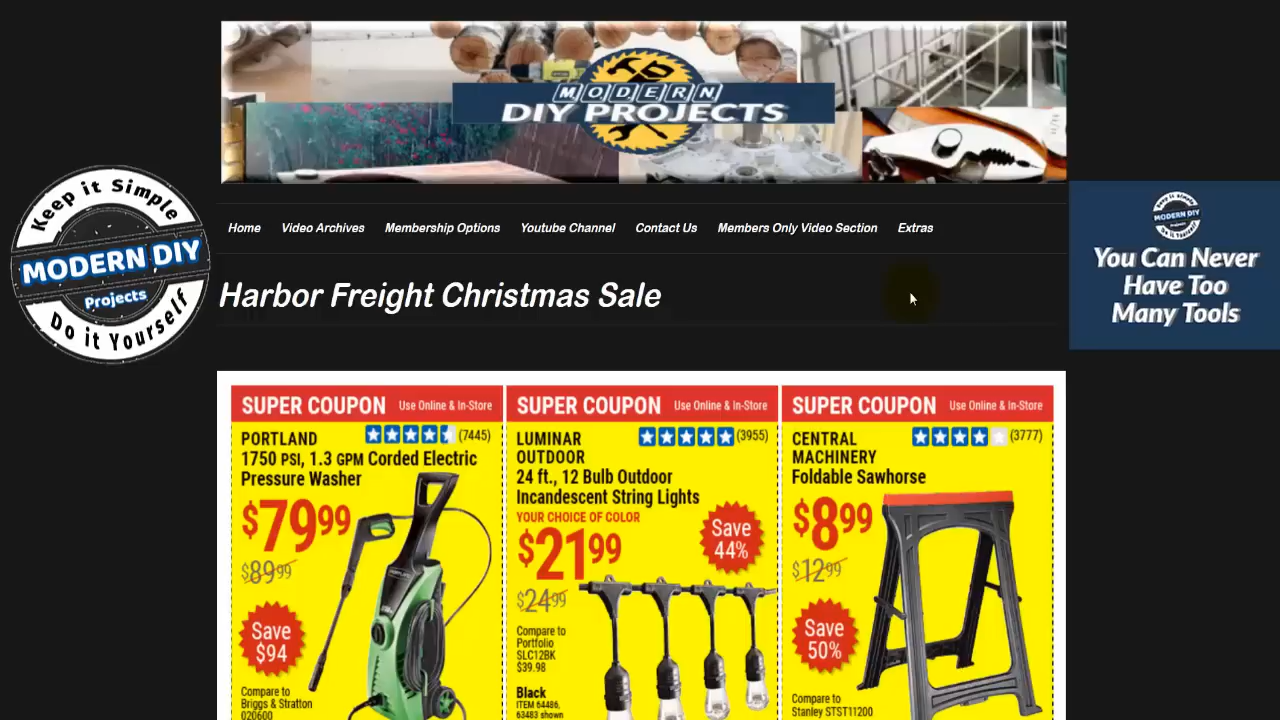 MODERN
DIY PROJECTS
Keep it Simple
MODERN DIY
Projects
Do it Yourself
Home Video Archives Membership Options Youtube Channel Contact Us Members Only Video Section Extras
Keep it Simple
MODERN DIY
Do it Yourself
You Can Never
Have Too
Many Tools
Harbor Freight Christmas Sale
SUPER COUPON Use Online & In-Store
PORTLAND (7445)
1750 PSI, 1.3 GPM Corded Electric
Pressure Washer
$79 99
$89 99
Save
$94
Compare to
Briggs & Stratton
020600
SUPER COUPON Use Online & In-Store
LUMINAR (3955)
OUTDOOR
24 ft., 12 Bulb Outdoor
Incandescent String Lights
YOUR CHOICE OF COLOR
$21 99
Save
44%
$24 99
Compare to
Portfolio
SLC12BK
$39.98
Black
ITEM 64486,
63483 shown
SUPER COUPON Use Online & In-Store
CENTRAL (3777)
MACHINERY
Foldable Sawhorse
$8 99
$12 99
Save
50%
Compare to
Stanley STST11200